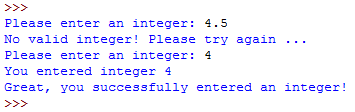 >>>
Please enter an integer: 4.5
No valid integer! Please try again ...
Please enter an integer: 4
You entered integer 4
Great, you successfully entered an integer!
>>>